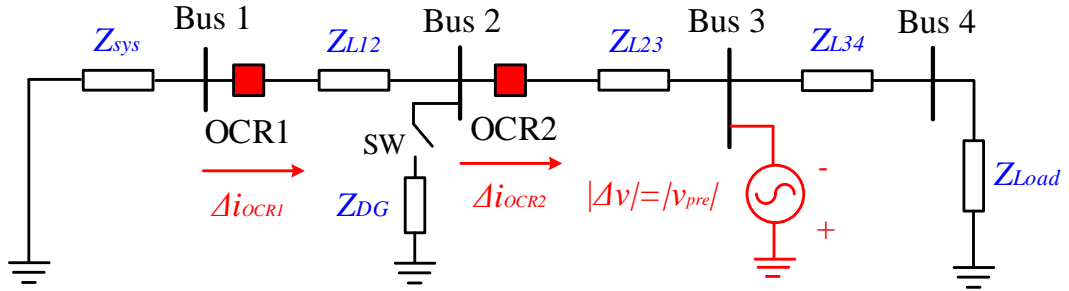 Bus 1
Bus 2
Bus 3
Bus 4
Zsys
ZL12
ZL23
ZL34
OCR1
SW
OCR2
ΔiOCR1
ZDG
ΔiOCR2
|Δv|=|vpre|
-
+
ZLoad